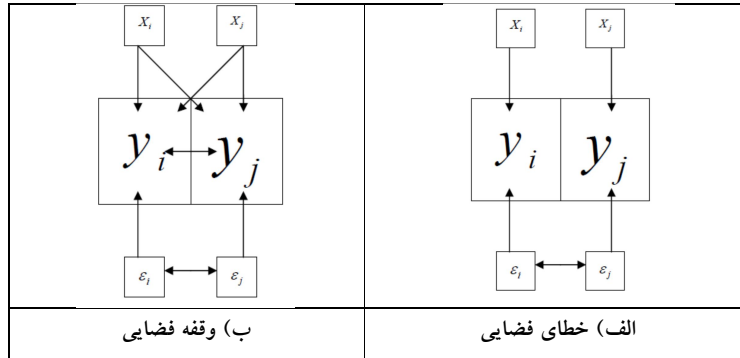 X_i X_j
X_i X_j
y_i y_j
y_i y_j
ε_i ε_j
ε_i ε_j
الف) خطای فضایی
ب) وقفه فضایی